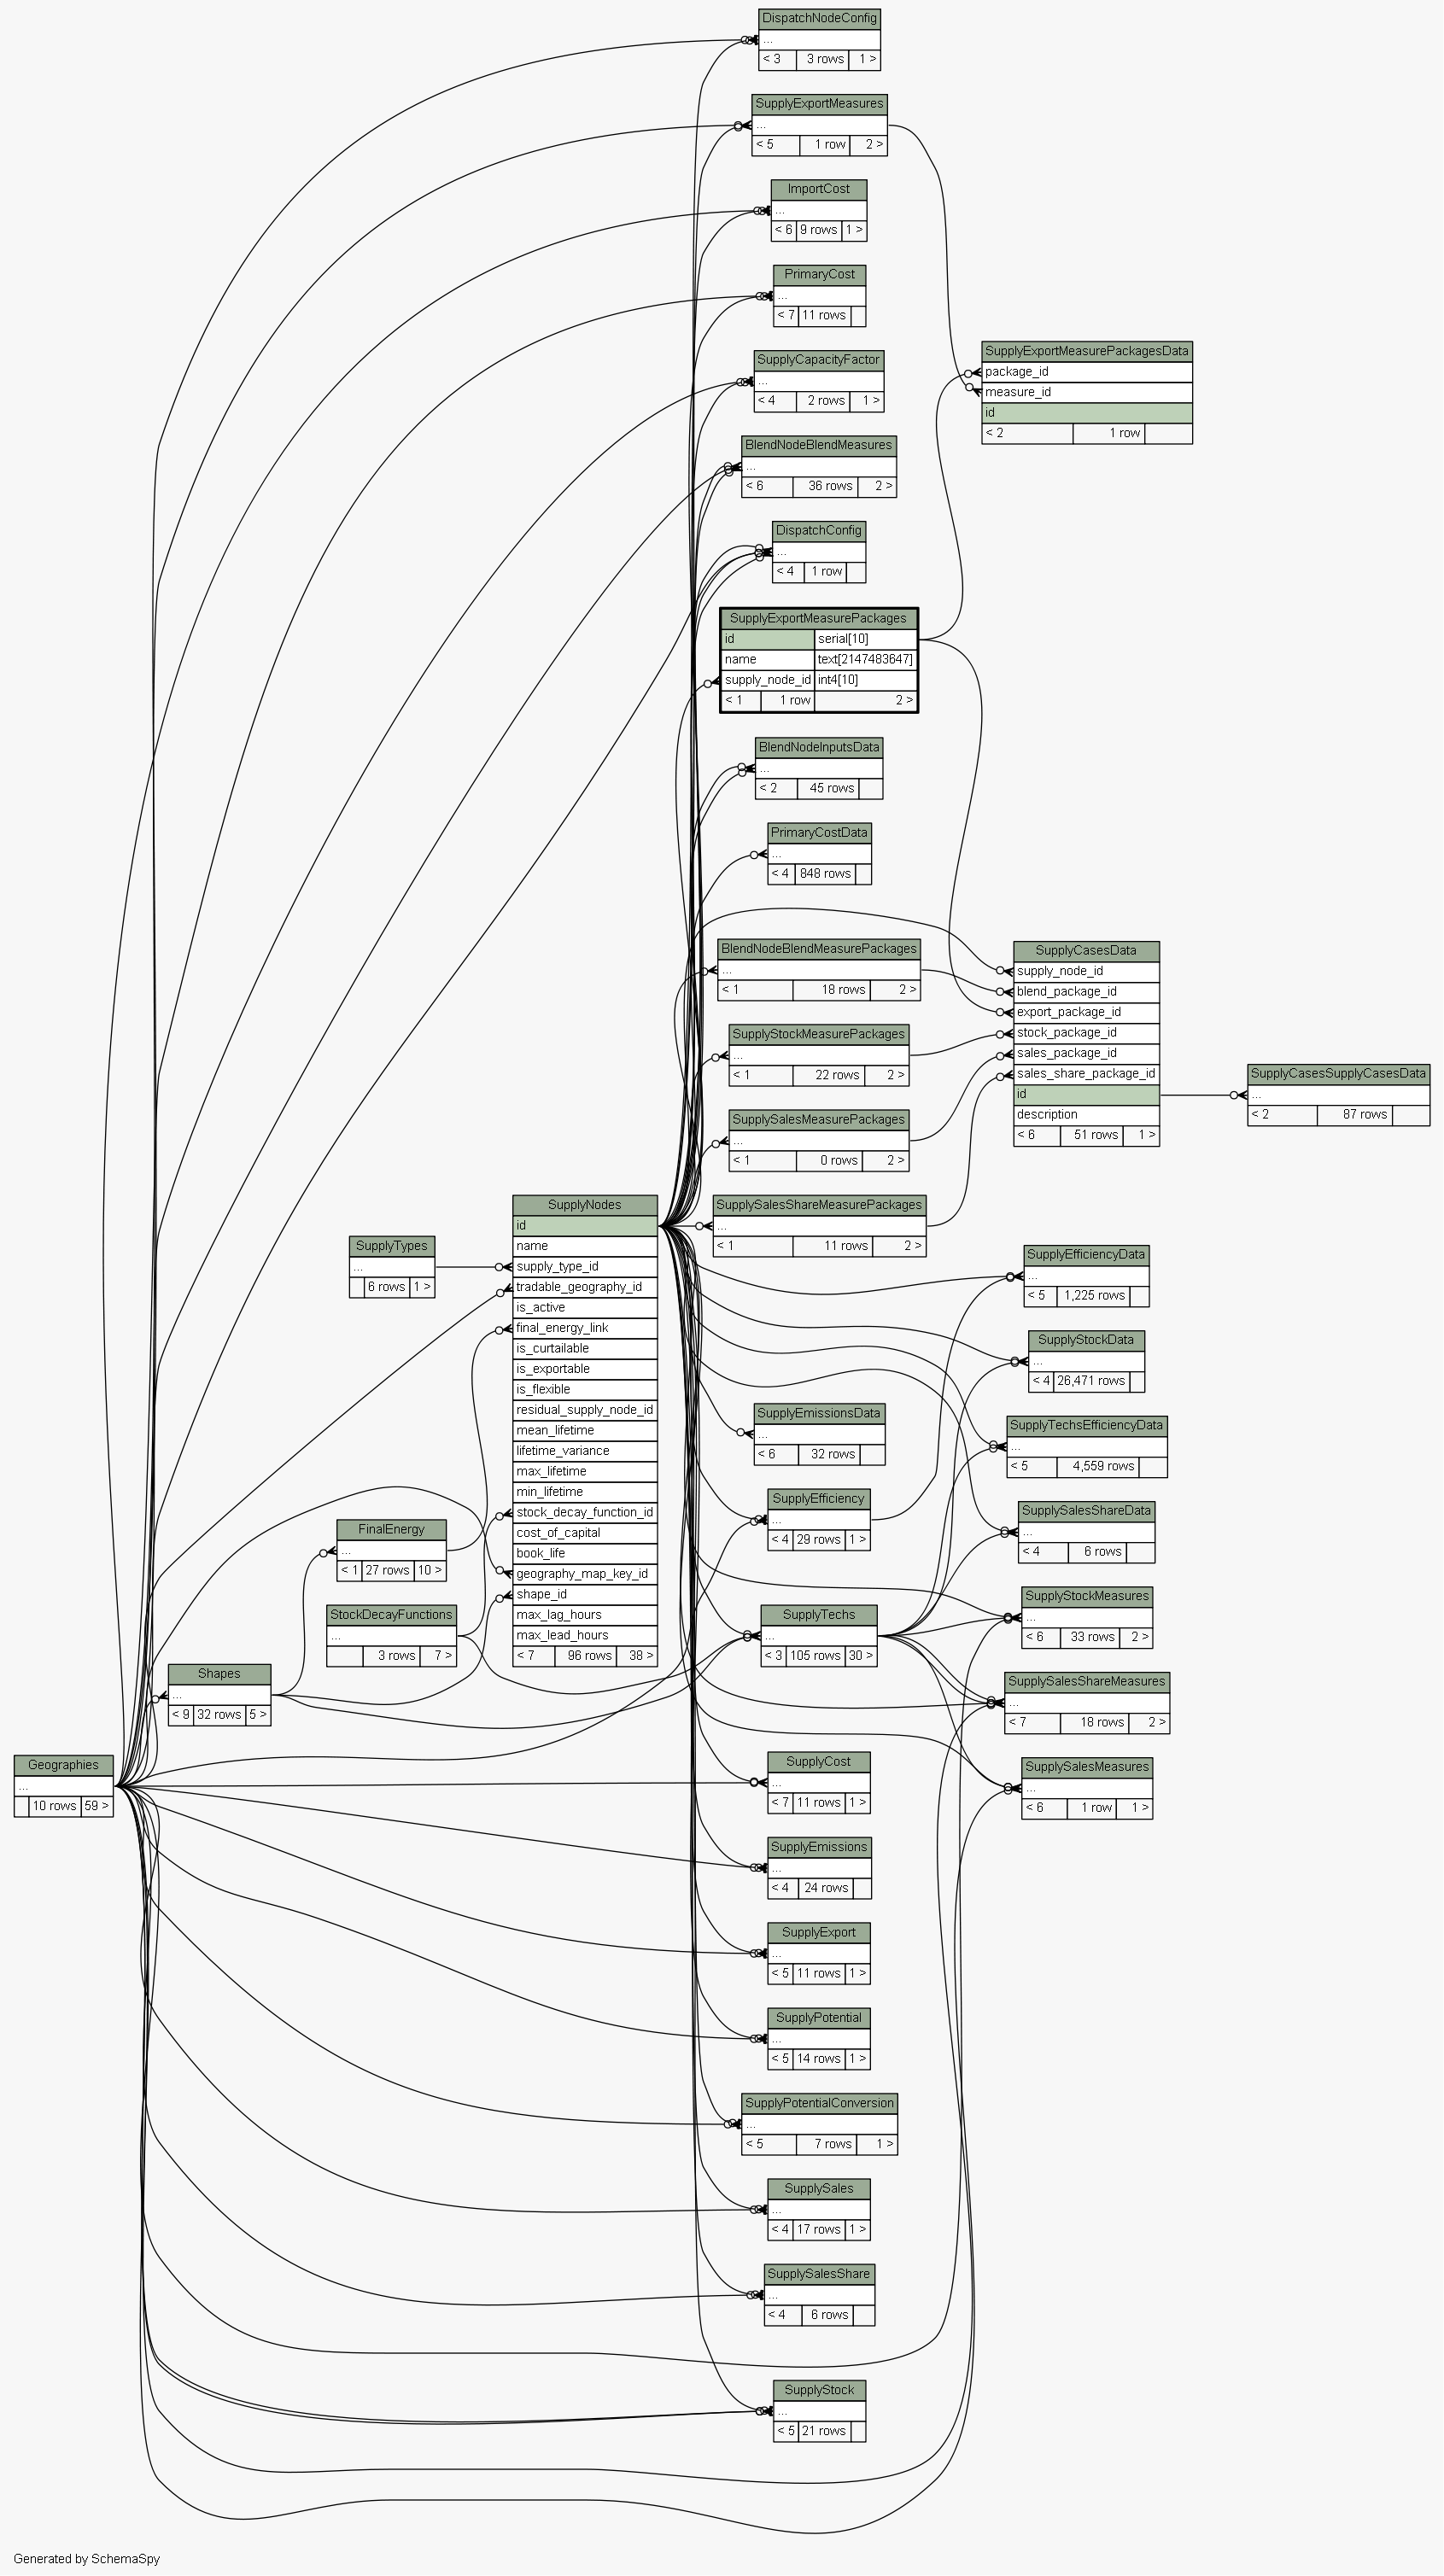 DispatchNodeConfig
...
< 3 3 rows 1 >
SupplyExportMeasures
...
< 5 1 row 2 >
ImportCost
...
< 6 9 rows 1 >
PrimaryCost
...
< 7 11 rows
SupplyExportMeasurePackagesData
package_id
measure_id
id
< 2 1 row
SupplyCapacityFactor
...
< 4 2 rows 1 >
BlendNodeBlendMeasures
...
< 6 36 rows 2 >
DispatchConfig
...
< 4 1 row
SupplyExportMeasurePackages
id serial[10]
name text[2147483647]
supply_node_id int4[10]
< 1 1 row 2 >
BlendNodeInputsData
...
< 2 45 rows
PrimaryCostData
...
< 4 848 rows
BlendNodeBlendMeasurePackages
...
< 1 18 rows 2 >
SupplyCasesData
supply_node_id
blend_package_id
export_package_id
stock_package_id
sales_package_id
sales_share_package_id
id
description
< 6 51 rows 1 >
SupplyStockMeasurePackages
...
< 1 22 rows 2 >
SupplyCasesSupplyCasesData
...
< 2 87 rows
SupplySalesMeasurePackages
...
< 1 0 rows 2 >
SupplySalesShareMeasurePackages
...
< 1 11 rows 2 >
SupplyNodes
id
name
supply_type_id
tradable_geography_id
is_active
final_energy_link
is_curtailable
is_exportable
is_flexible
residual_supply_node_id
mean_lifetime
lifetime_variance
max_lifetime
min_lifetime
stock_decay_function_id
cost_of_capital
book_life
geography_map_key_id
shape_id
max_lag_hours
max_lead_hours
< 7 96 rows 38 >
SupplyTypes
...
6 rows 1 >
SupplyEfficiencyData
...
< 5 1,225 rows
SupplyStockData
...
< 4 26,471 rows
SupplyEmissionsData
...
< 6 32 rows
SupplyTechsEfficiencyData
...
< 5 4,559 rows
SupplyEfficiency
...
< 4 29 rows 1 >
SupplySalesShareData
...
< 4 6 rows
FinalEnergy
...
< 1 27 rows 10 >
SupplyStockMeasures
...
< 6 33 rows 2 >
StockDecayFunctions
...
3 rows 7 >
SupplyTechs
...
< 3 105 rows 30 >
Shapes
...
< 9 32 rows 5 >
SupplySalesShareMeasures
...
< 7 18 rows 2 >
Geographies
...
10 rows 59 >
SupplyCost
...
< 7 11 rows 1 >
SupplySalesMeasures
...
< 6 1 row 1 >
SupplyEmissions
...
< 4 24 rows
SupplyExport
...
< 5 11 rows 1 >
SupplyPotential
...
< 5 14 rows 1 >
SupplyPotentialConversion
...
< 5 7 rows 1 >
SupplySales
...
< 4 17 rows 1 >
SupplySalesShare
...
< 4 6 rows
SupplyStock
...
< 5 21 rows
Generated by SchemaSpy